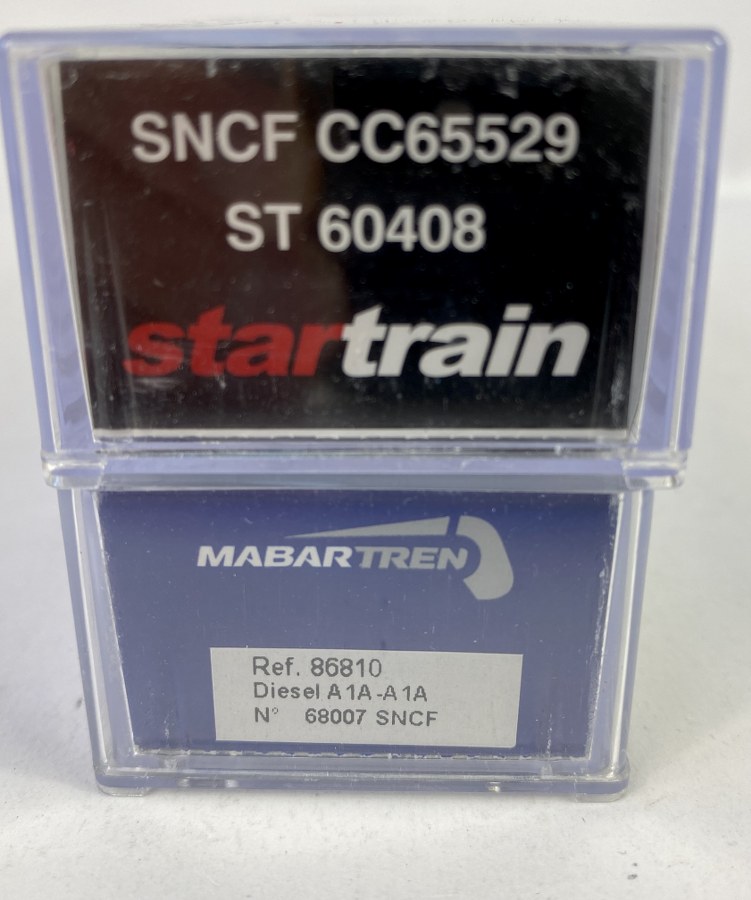 SNCF CC65529
ST 60408
startrain
MABARTREN
Ref. 86810
Diesel A1A-A1A
N° 68007 SNCF